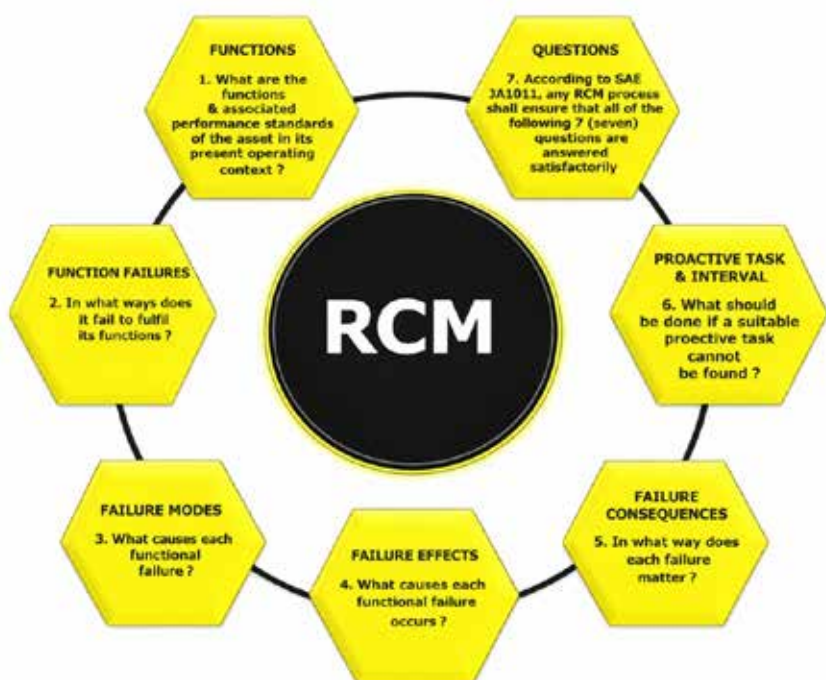 FUNCTIONS
1. What are the
functions
& associated
performance standards
of the asset in its
present operating
context ?
QUESTIONS
7. According to SAE
JA1011, any RCM process
shall ensure that all of the
following 7 (seven)
questions are
answered
satisfactorily
FUNCTION FAILURES
2. In what ways does
it fail to fulfil
its functions ?
RCM
PROACTIVE TASK
& INTERVAL
6. What should
be done if a suitable
proective task
cannot
be found ?
FAILURE MODES
3. What causes each
functional
failure ?
FAILURE EFFECTS
4. What causes each
functional failure
occurs ?
FAILURE
CONSEQUENCES
5. In what way does
each failure
matter ?